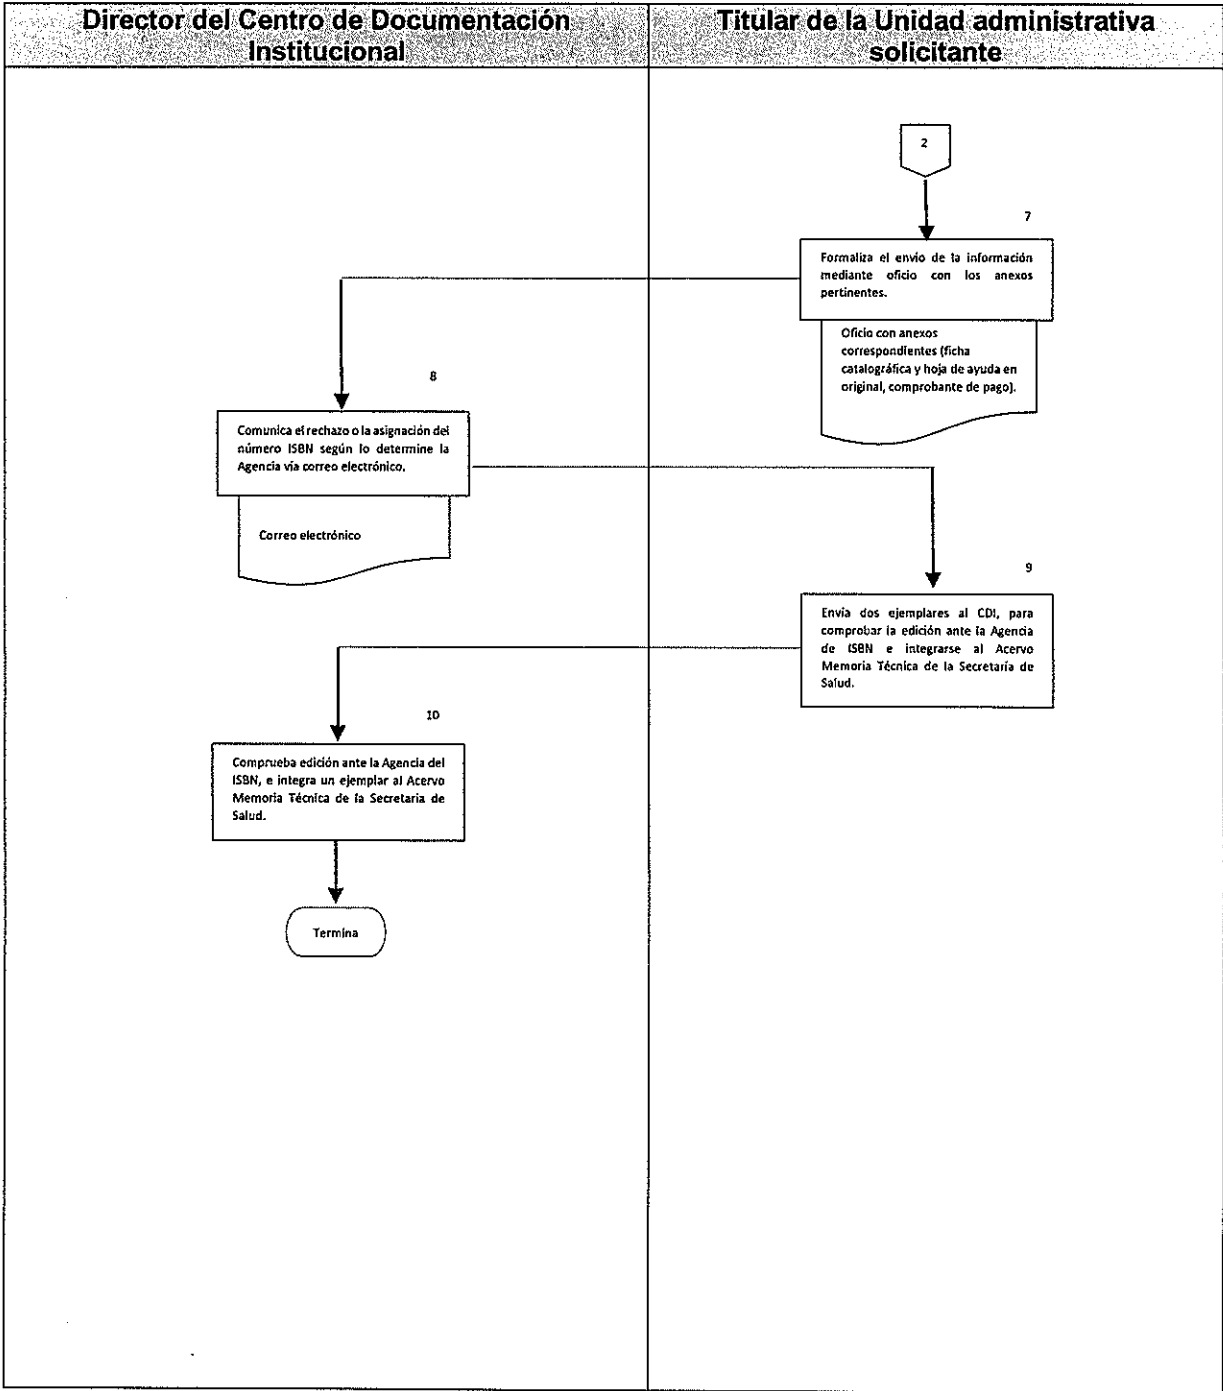 Director del Centro de Documentación
Institucional
Titular de la Unidad administrativa
solicitante
2
7
Formaliza el envío de la información
mediante oficio con los anexos
pertinentes.
Oficio con anexos
correspondientes (ficha
catalográfica y hoja de ayuda en
original, comprobante de pago).
8
Comunica el rechazo o la asignación del
número ISBN según lo determine la
Agencia vía correo electrónico.
Correo electrónico
9
Envía dos ejemplares al CDI, para
comprobar la edición ante la Agencia
de ISBN e integrarse al Acervo
Memoria Técnica de la Secretaría de
Salud.
10
Comprueba edición ante la Agencia del
ISBN, e integra un ejemplar al Acervo
Memoria Técnica de la Secretaria de
Salud.
Termina